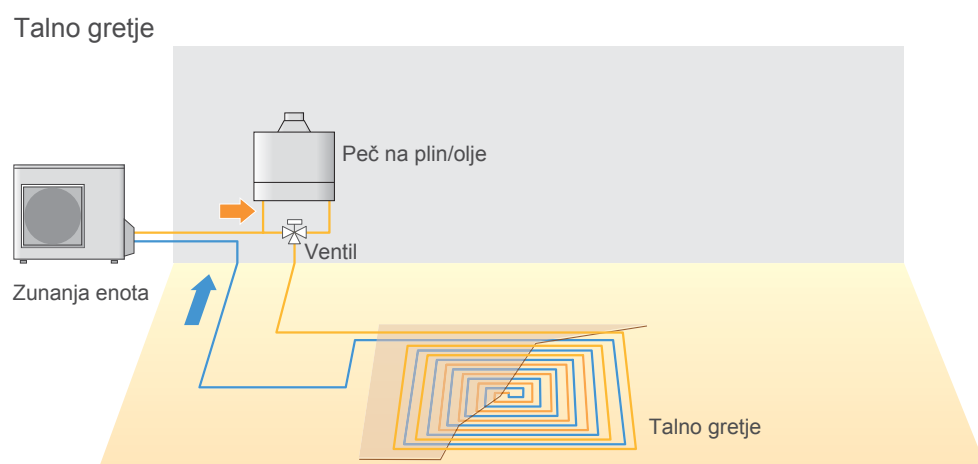 Talno gretje
Peč na plin/olje
Ventil
Zunanja enota
Talno gretje